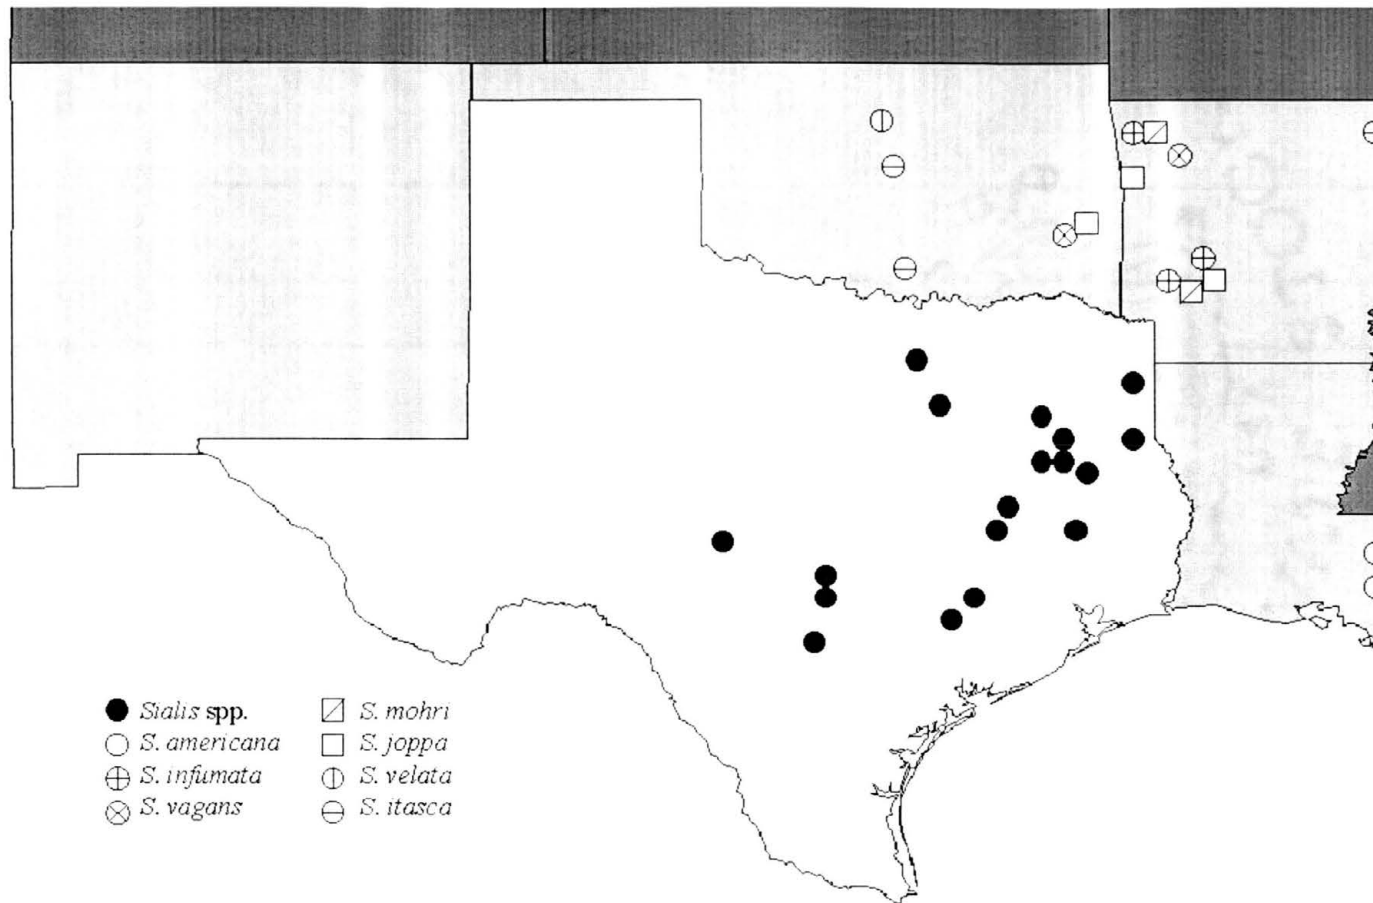 Sialis spp.
S. americana
S. infumata
S. vagans
S. mohri
S. joppa
S. velata
S. itasca